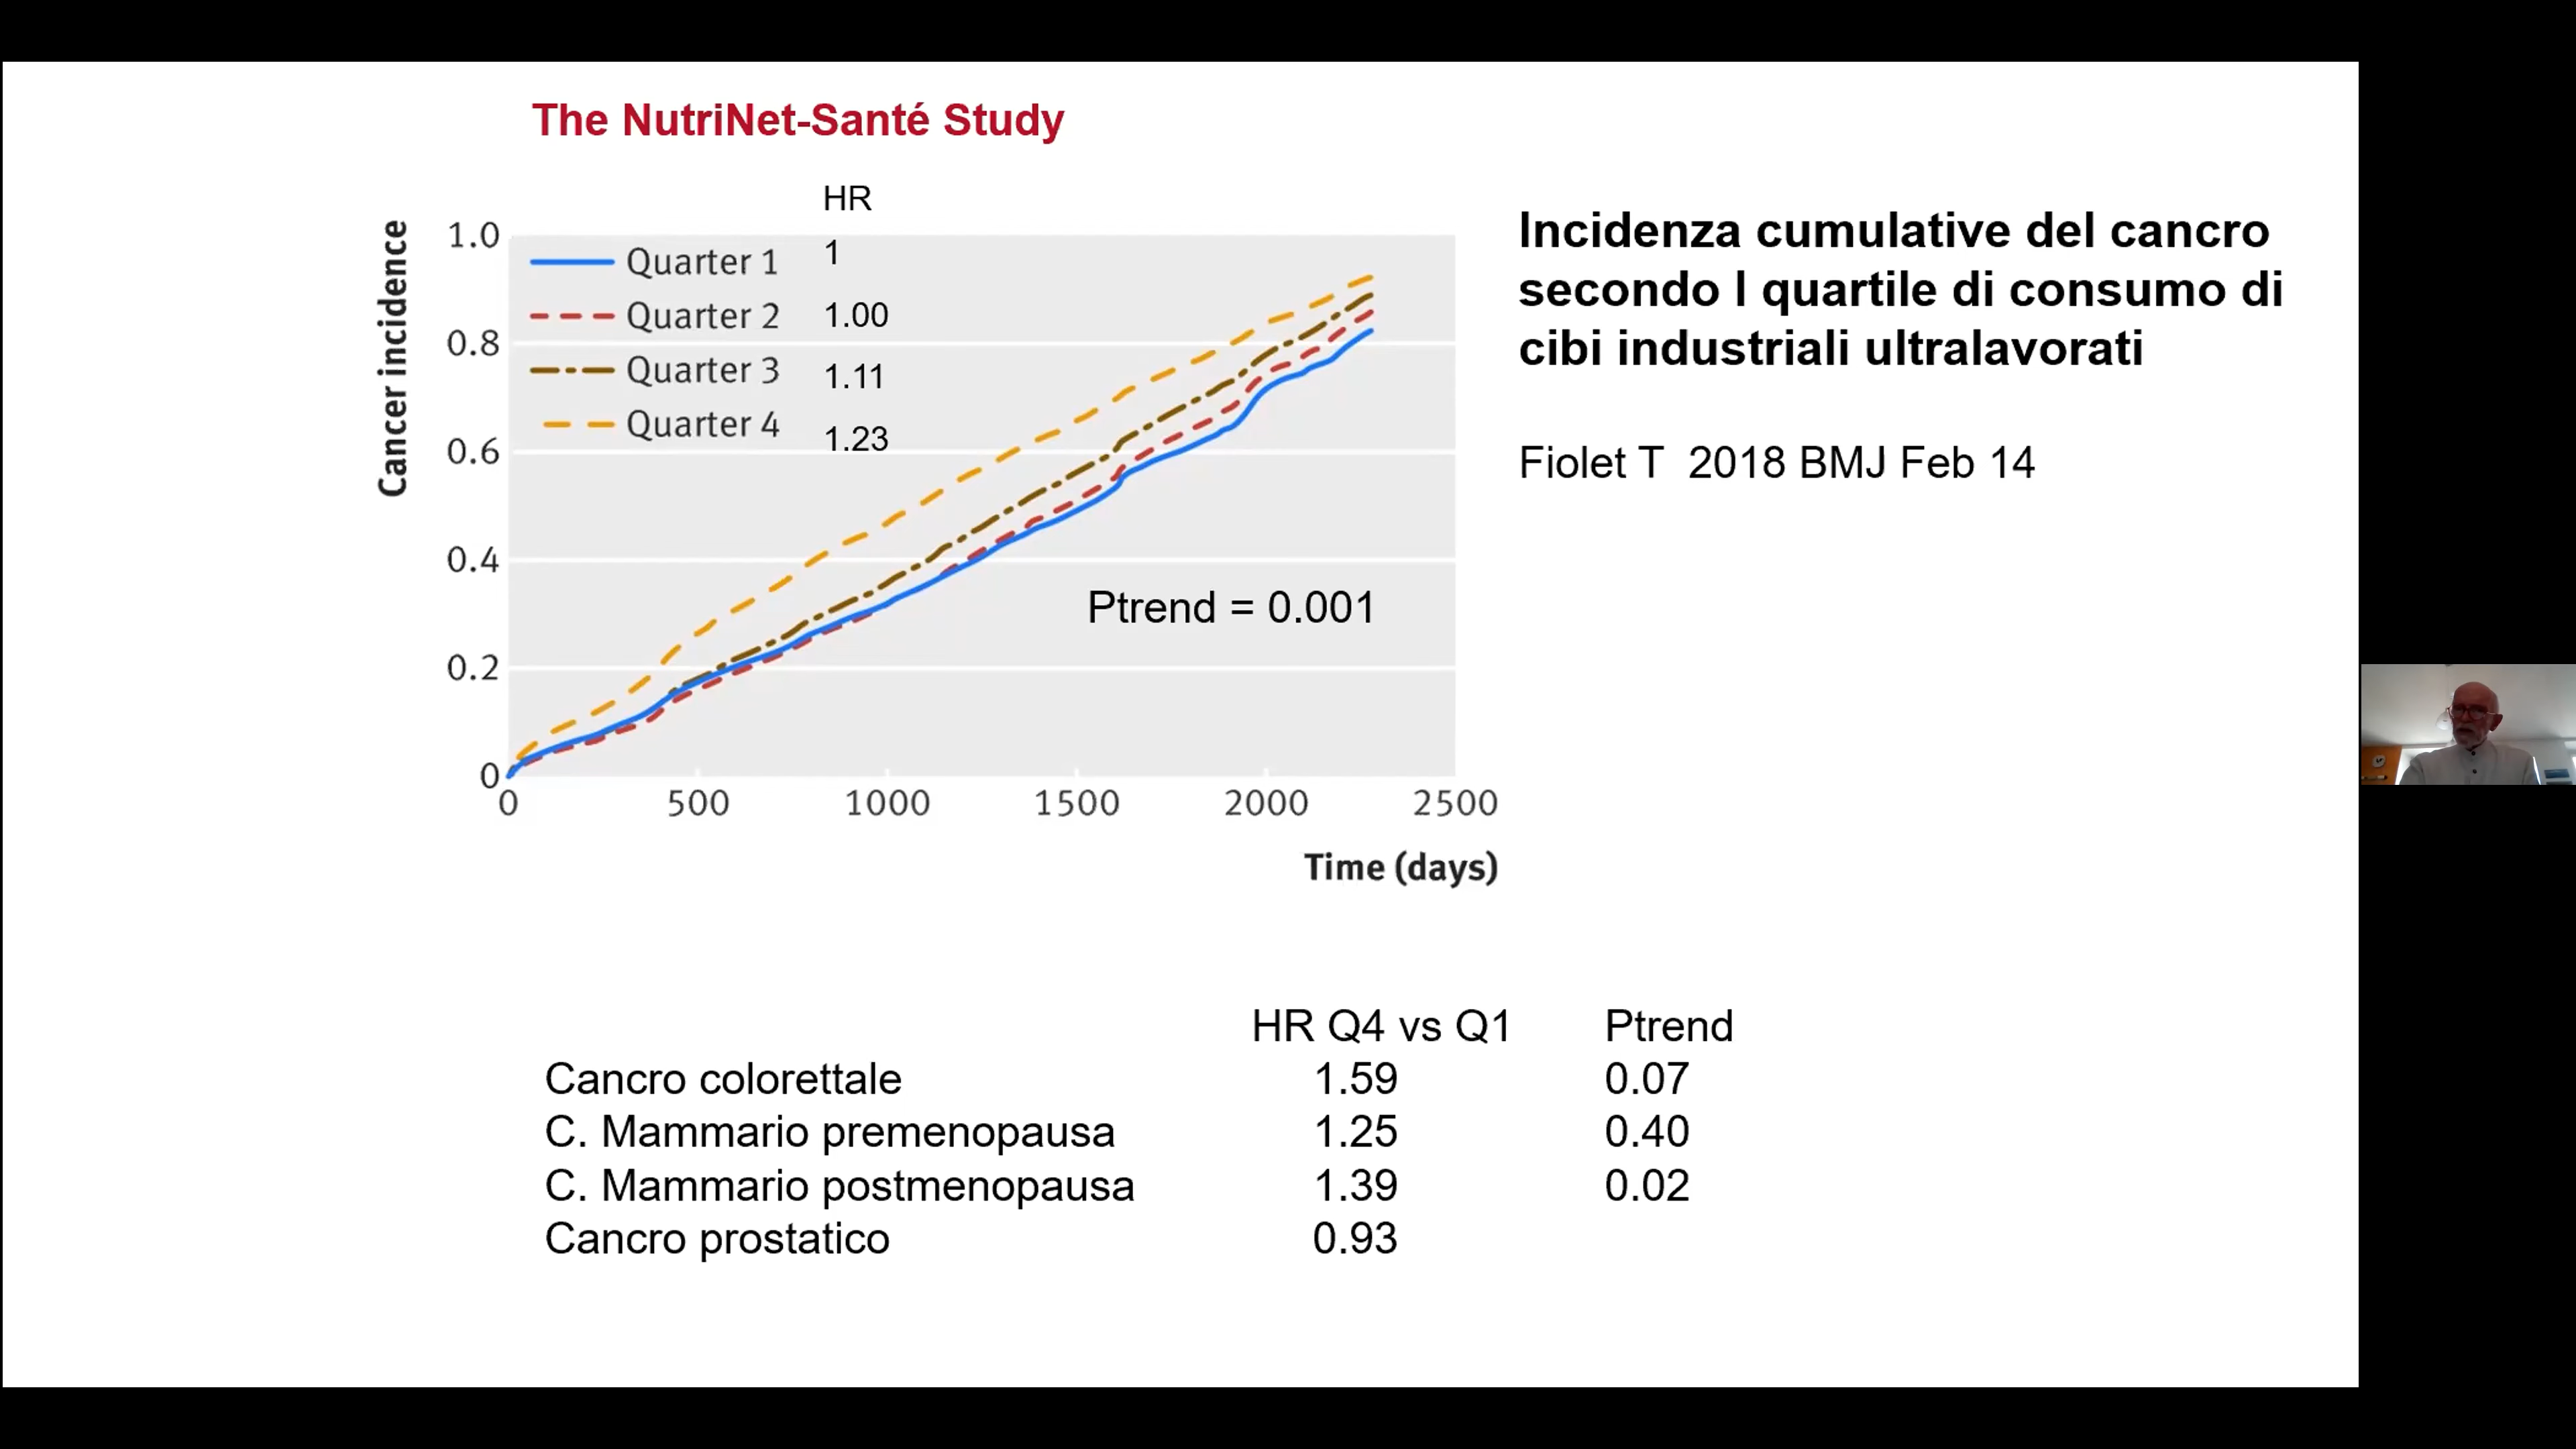 The NutriNet-Santé Study
HR
Cancer incidence
1.0
0.8
0.6
0.4
0.2
0
Quarter 1 1
Quarter 2 1.00
Quarter 3 1.11
Quarter 4 1.23
Ptrend = 0.001
0 500 1000 1500 2000 2500
Time (days)
Incidenza cumulative del cancro
secondo I quartile di consumo di
cibi industriali ultralavorati
Fiolet T 2018 BMJ Feb 14
HR Q4 vs Q1 Ptrend
Cancro colorettale 1.59 0.07
C. Mammario premenopausa 1.25 0.40
C. Mammario postmenopausa 1.39 0.02
Cancro prostatico 0.93